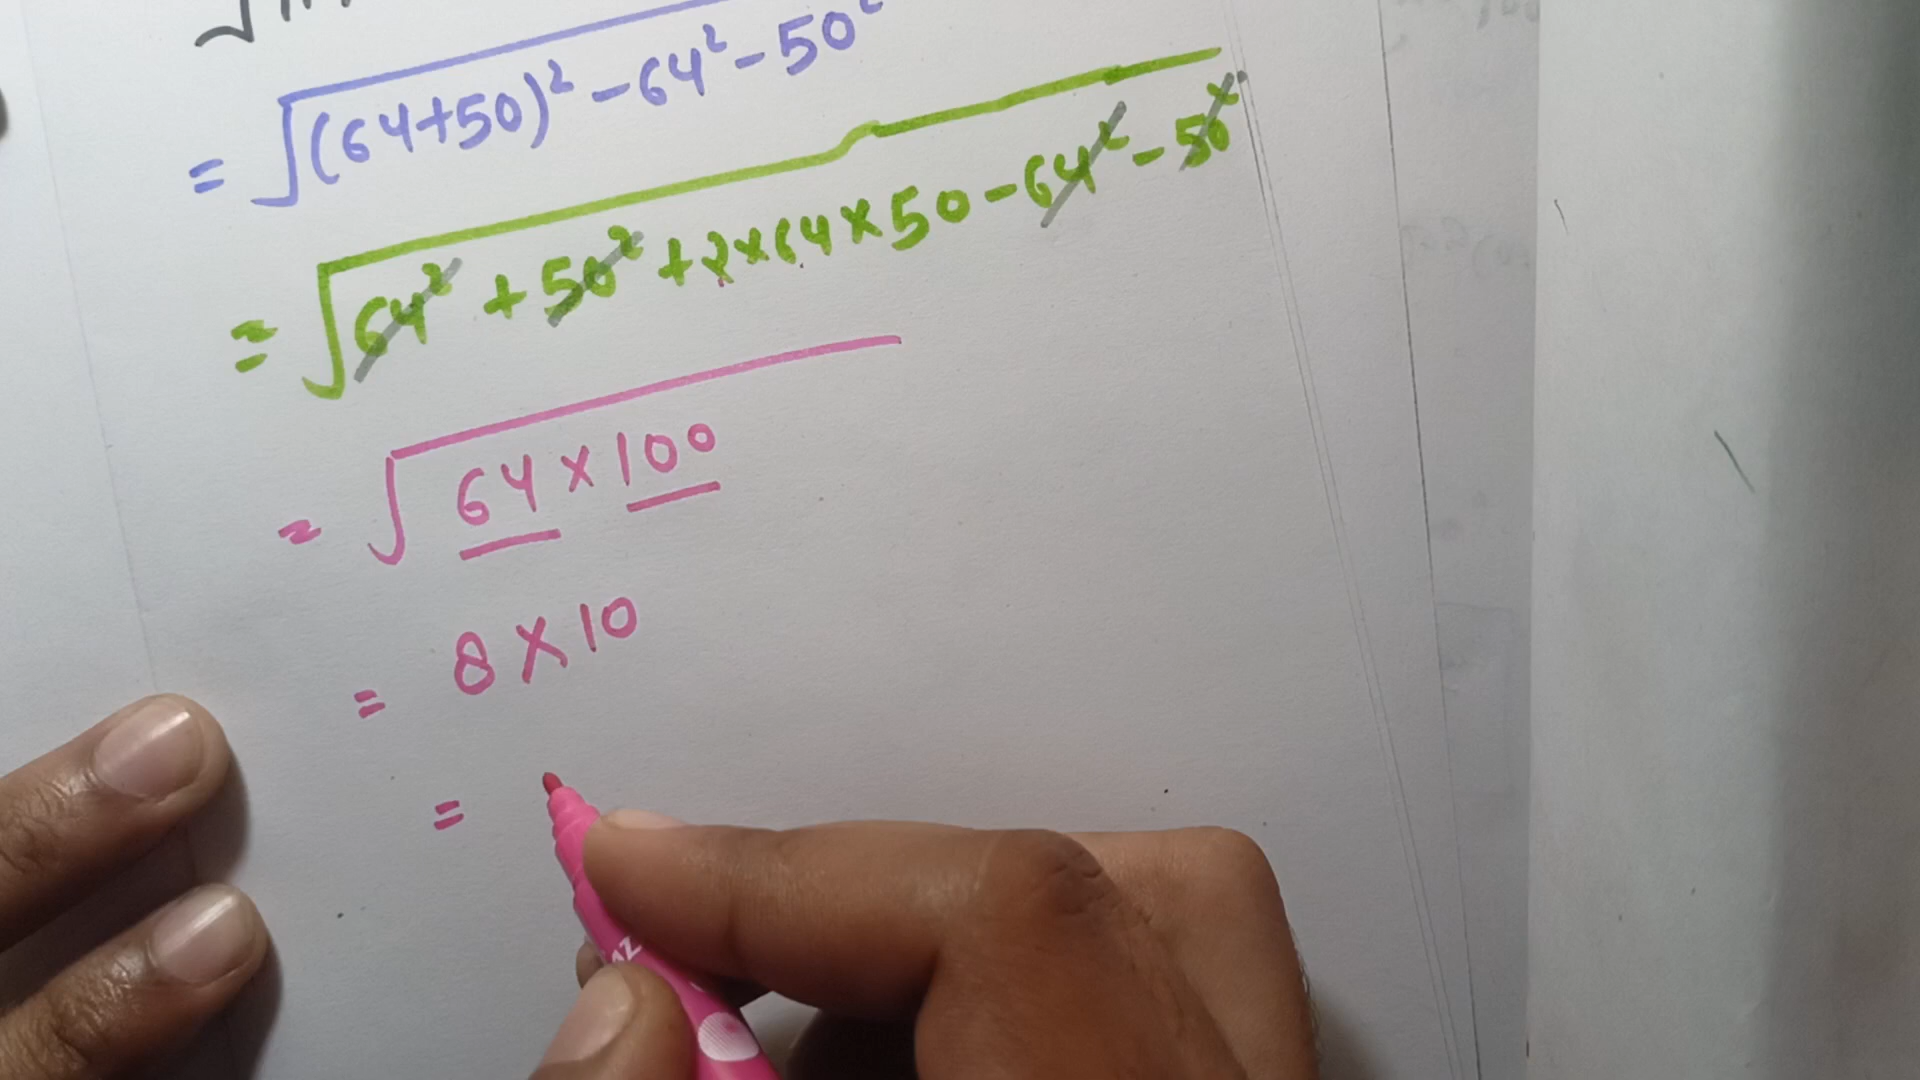 = √(64+50)² - 64² - 50²
= √64² + 50² + 2×64×50 - 64² - 50²
= √64 × 100
= 8 × 10
=